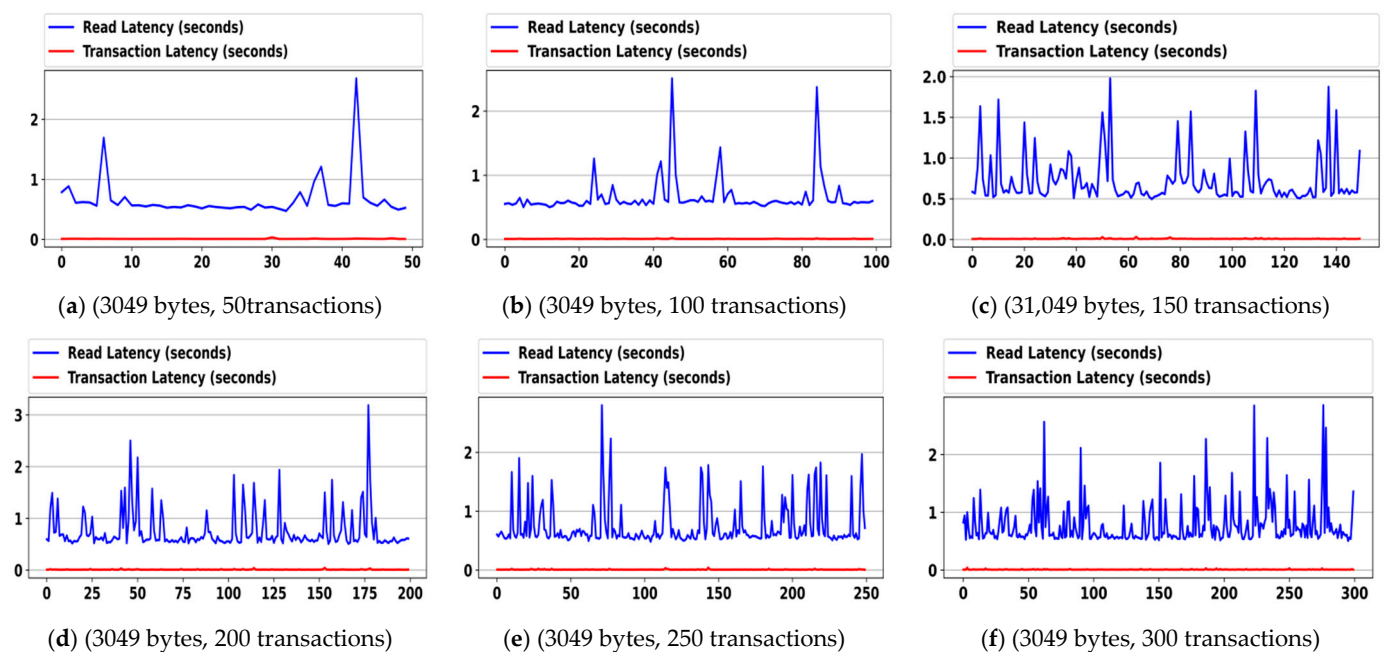 Read Latency (seconds)
Transaction Latency (seconds)
2
1
0
0 10 20 30 40 50
(a) (3049 bytes, 50transactions)
Read Latency (seconds)
Transaction Latency (seconds)
2
1
0
0 20 40 60 80 100
(b) (3049 bytes, 100 transactions)
Read Latency (seconds)
Transaction Latency (seconds)
2.0
1.5
1.0
0.5
0.0
0 20 40 60 80 100 120 140
(c) (31,049 bytes, 150 transactions)
Read Latency (seconds)
Transaction Latency (seconds)
3
2
1
0
0 25 50 75 100 125 150 175 200
(d) (3049 bytes, 200 transactions)
Read Latency (seconds)
Transaction Latency (seconds)
2
1
0
0 50 100 150 200 250
(e) (3049 bytes, 250 transactions)
Read Latency (seconds)
Transaction Latency (seconds)
2
1
0
0 50 100 150 200 250 300
(f) (3049 bytes, 300 transactions)